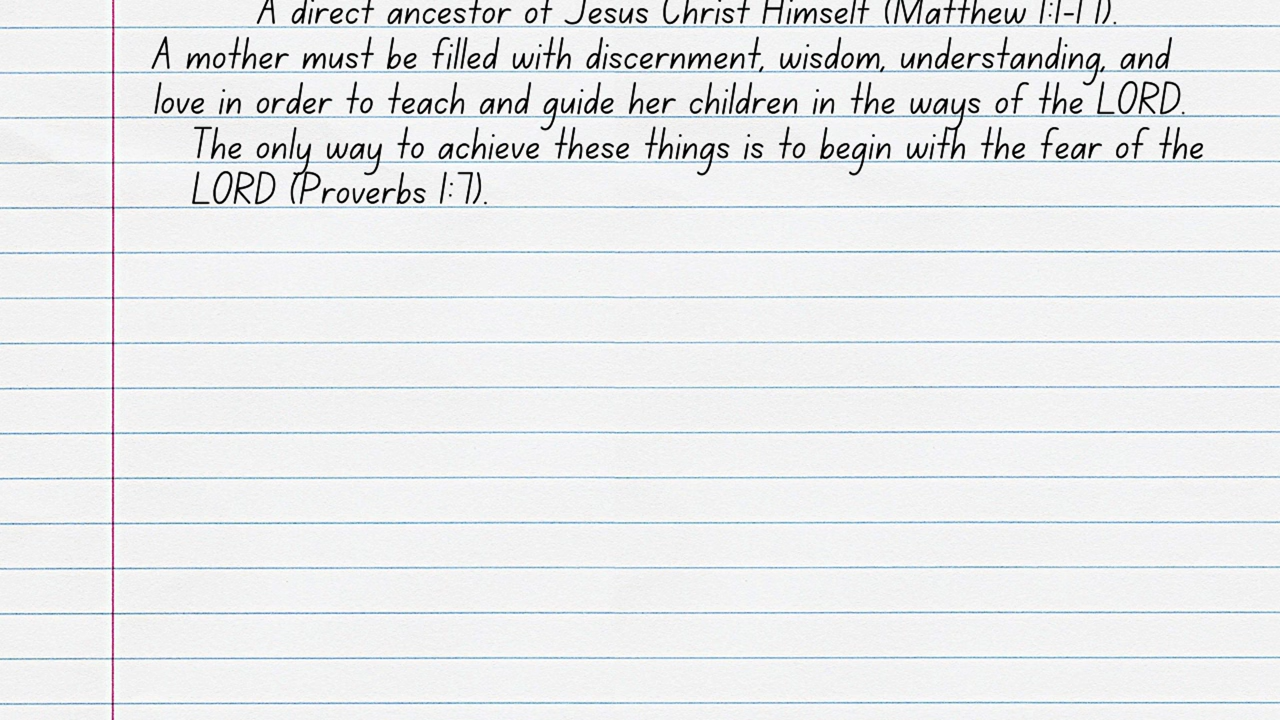 A direct ancestor of Jesus Christ Himself (Matthew 1:1-17).
A mother must be filled with discernment, wisdom, understanding, and
love in order to teach and guide her children in the ways of the LORD.
The only way to achieve these things is to begin with the fear of the
LORD (Proverbs 1:7).